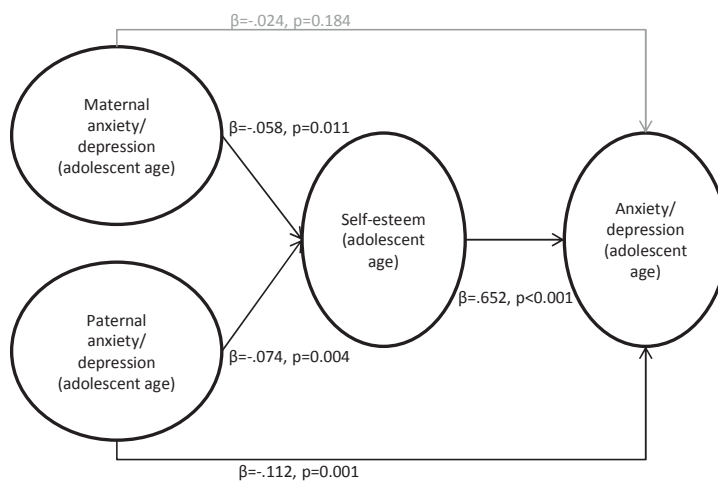 β=-.024, p=0.184
Maternal
anxiety/
depression
(adolescent age)
β=-.058, p=0.011
Self-esteem
(adolescent
age)
Anxiety/
depression
(adolescent
age)
β=.652, p<0.001
Paternal
anxiety/
depression
(adolescent age)
β=-.074, p=0.004
β=-.112, p=0.001